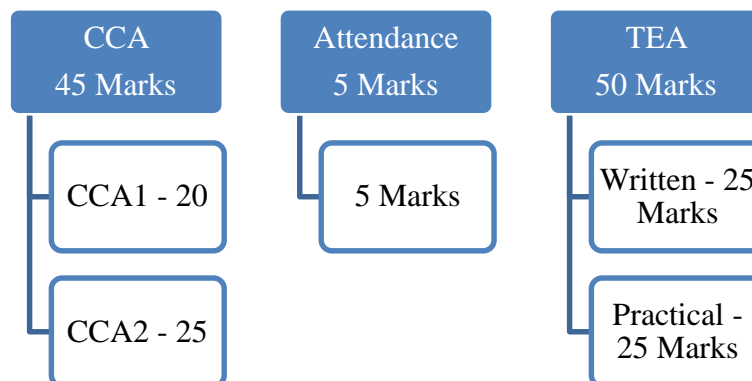 CCA
45 Marks
CCA1 - 20
CCA2 - 25
Attendance
5 Marks
5 Marks
TEA
50 Marks
Written - 25
Marks
Practical -
25 Marks